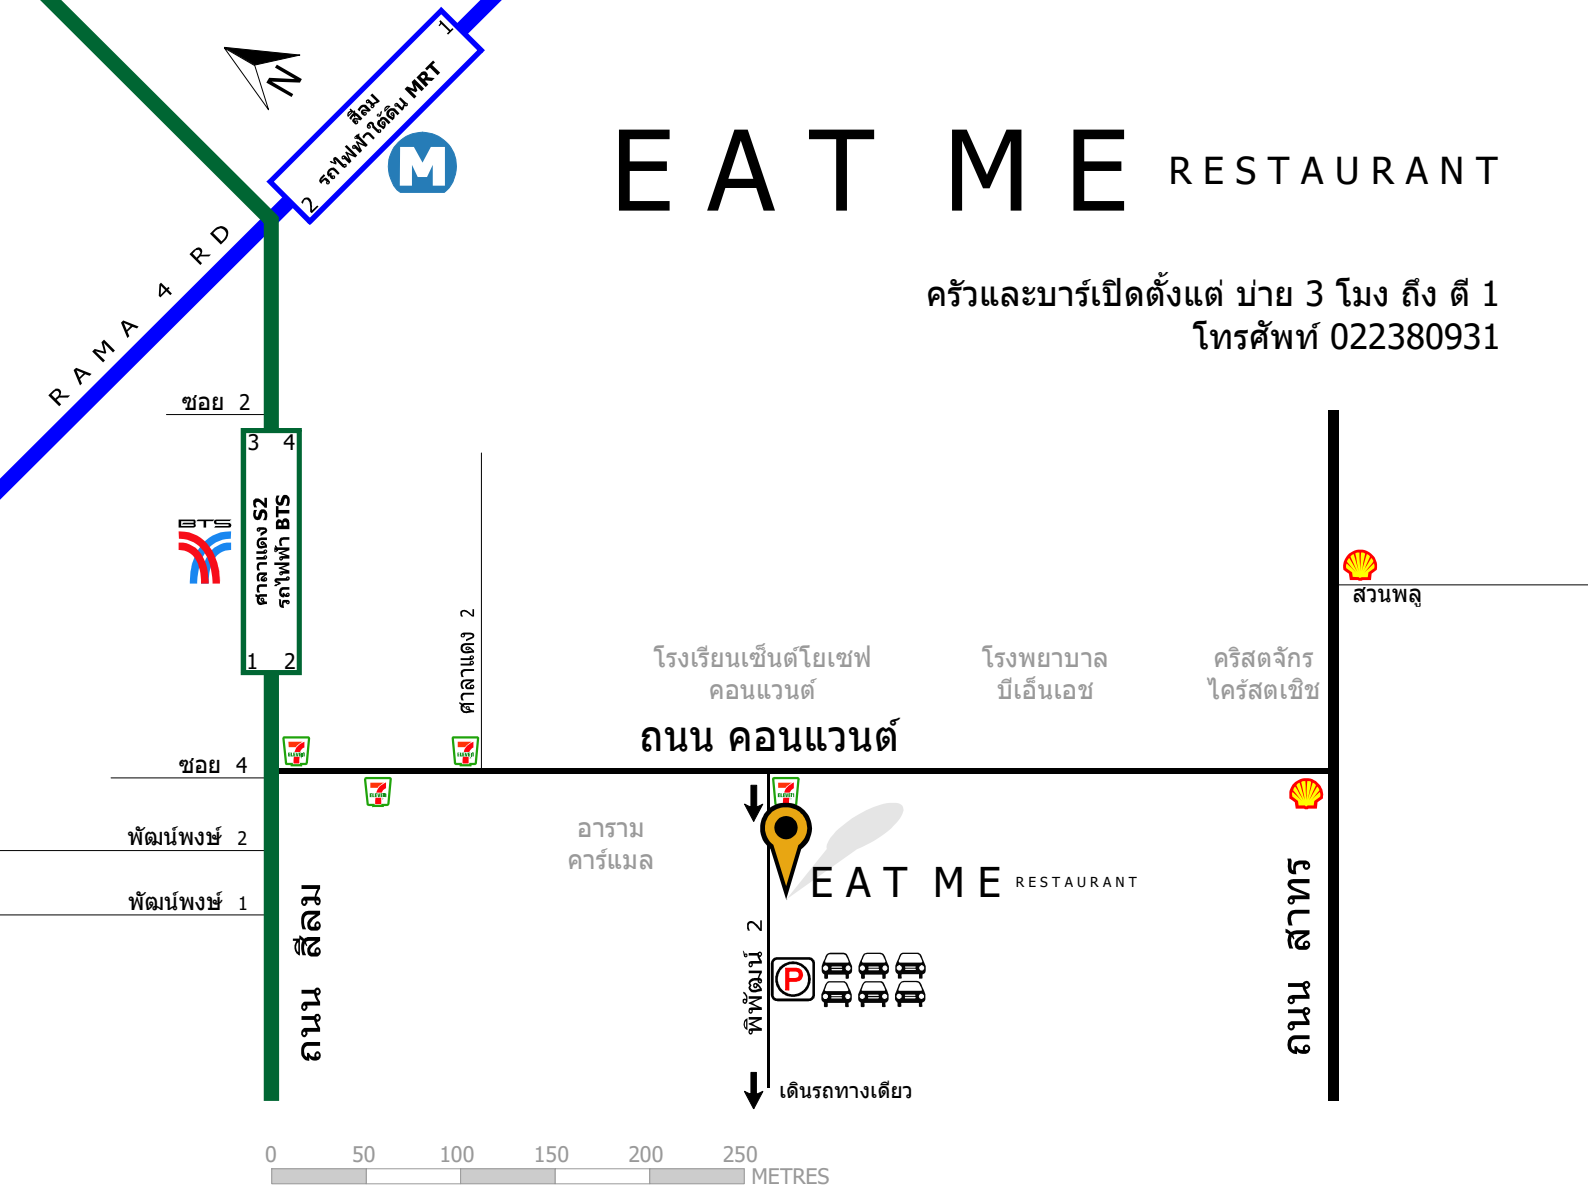 1
สีลม
รถไฟฟ้าใต้ดิน MRT
2
N
M
EAT ME RESTAURANT
ครัวและบาร์เปิดตั้งแต่ บ่าย 3 โมง ถึง ตี 1
โทรศัพท์ 022380931
RAMA 4 RD
ซอย 2
3 4
ศาลาแดง S2
รถไฟฟ้า BTS
1 2
BTS
ศาลาแดง 2
สวนพลู
โรงเรียนเซ็นต์โยเซฟ
คอนแวนต์
โรงพยาบาล
บีเอ็นเอช
คริสตจักร
ไคร้สตเชิช
ถนน คอนแวนต์
7 ELEVEN
7 ELEVEN
ซอย 4
7 ELEVEN
7 ELEVEN
พัฒน์พงษ์ 2
อาราม
คาร์แมล
EAT ME RESTAURANT
พัฒน์พงษ์ 1
ถนน สีลม
พิพัฒน์ 2
P
ถนน สาทร
เดินรถทางเดียว
0 50 100 150 200 250
METRES